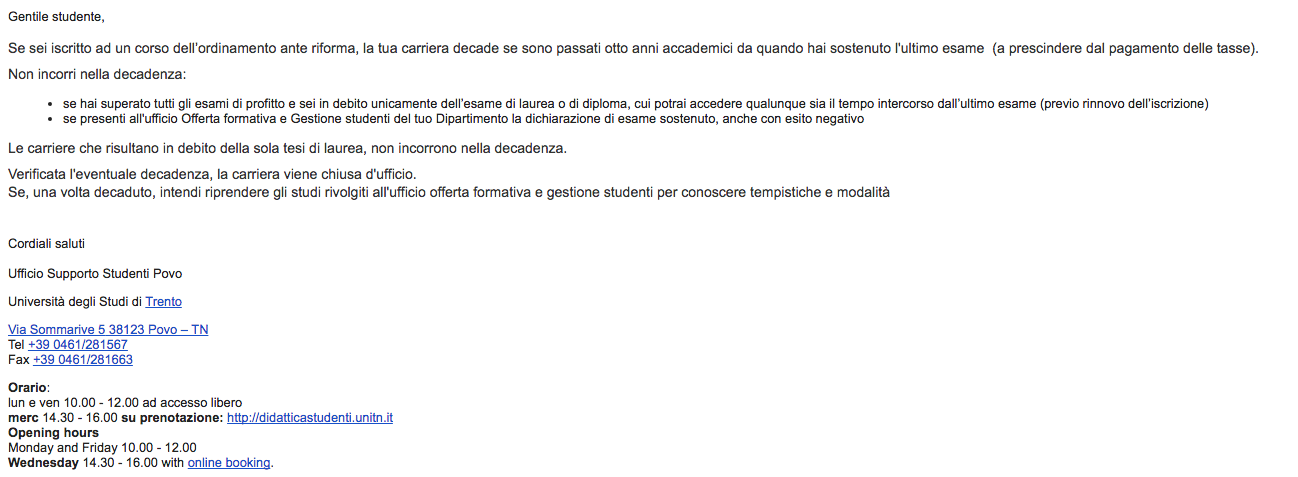 Gentile studente,
Se sei iscritto ad un corso dell'ordinamento ante riforma, la tua carriera decade se sono passati otto anni accademici da quando hai sostenuto l'ultimo esame (a prescindere dal pagamento delle tasse).
Non incorri nella decadenza:
• se hai superato tutti gli esami di profitto e sei in debito unicamente dell'esame di laurea o di diploma, cui potrai accedere qualunque sia il tempo intercorso dall'ultimo esame (previo rinnovo dell'iscrizione)
• se presenti all'ufficio Offerta formativa e Gestione studenti del tuo Dipartimento la dichiarazione di esame sostenuto, anche con esito negativo
Le carriere che risultano in debito della sola tesi di laurea, non incorrono nella decadenza.
Verificata l'eventuale decadenza, la carriera viene chiusa d'ufficio.
Se, una volta decaduto, intendi riprendere gli studi rivolgiti all'ufficio offerta formativa e gestione studenti per conoscere tempistiche e modalità
Cordiali saluti
Ufficio Supporto Studenti Povo
Università degli Studi di Trento
Via Sommarive 5 38123 Povo – TN
Tel +39 0461/281567
Fax +39 0461/281663
Orario:
lun e ven 10.00 - 12.00 ad accesso libero
merc 14.30 - 16.00 su prenotazione: http://didatticastudenti.unitn.it
Opening hours
Monday and Friday 10.00 - 12.00
Wednesday 14.30 - 16.00 with online booking.